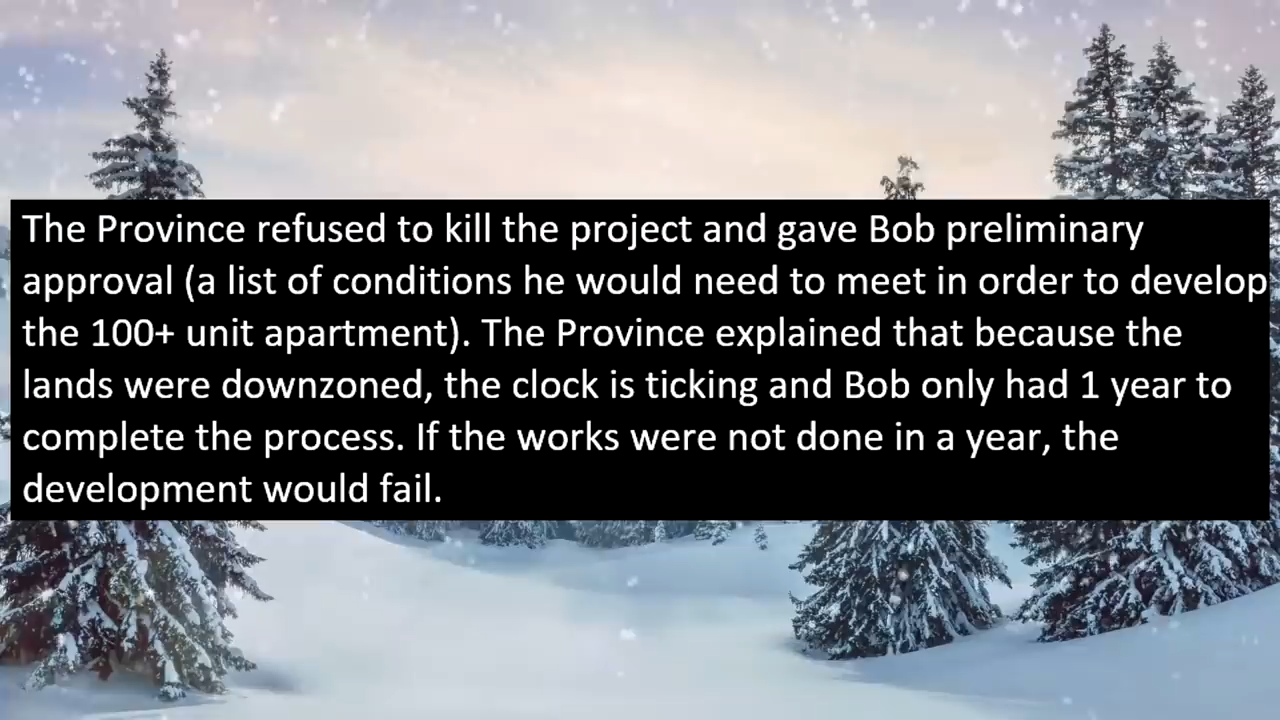 The Province refused to kill the project and gave Bob preliminary
approval (a list of conditions he would need to meet in order to develop
the 100+ unit apartment). The Province explained that because the
lands were downzoned, the clock is ticking and Bob only had 1 year to
complete the process. If the works were not done in a year, the
development would fail.